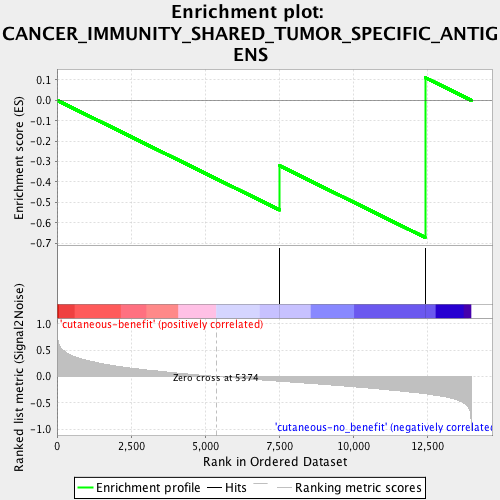 Enrichment plot:
CANCER_IMMUNITY_SHARED_TUMOR_SPECIFIC_ANTIG
ENS
Enrichment score (ES)
0.1
0.0
-0.1
-0.2
-0.3
-0.4
-0.5
-0.6
-0.7
Ranked list metric (Signal2Noise)
1.0
0.5
0.0
-0.5
-1.0
'cutaneous-benefit' (positively correlated)
Zero cross at 5374
'cutaneous-no_benefit' (negatively correlated
0 2,500 5,000 7,500 10,000 12,500
Rank in Ordered Dataset
Enrichment profile Hits Ranking metric scores